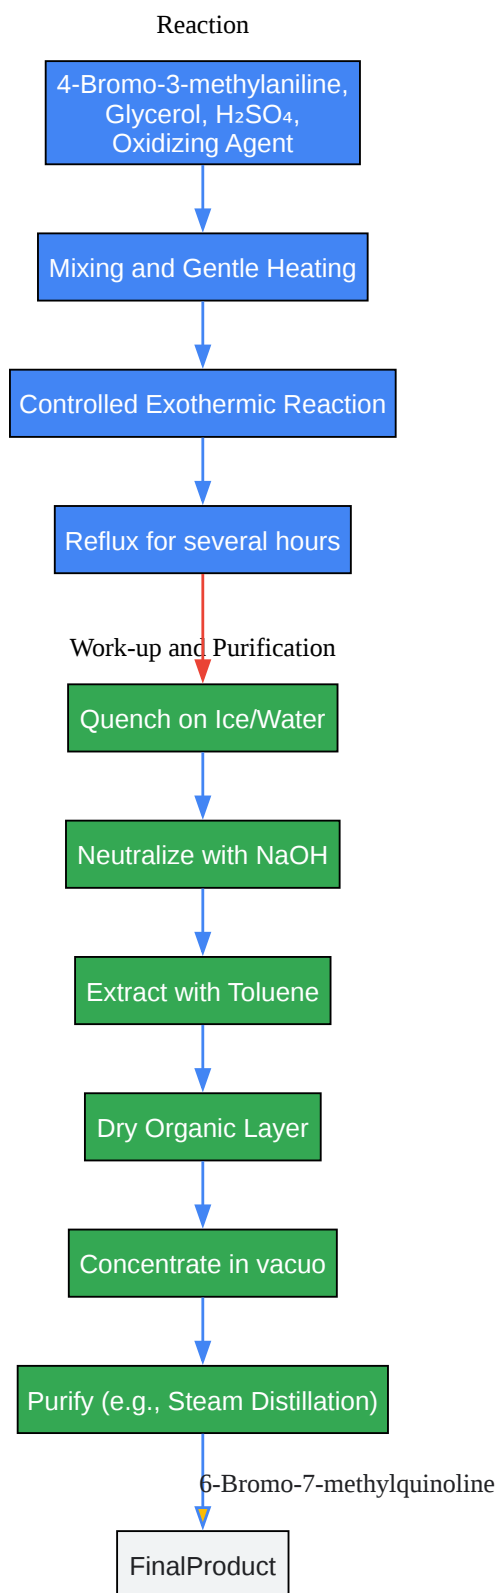 Reaction
4-Bromo-3-methylaniline,
Glycerol, H₂SO₄,
Oxidizing Agent
Mixing and Gentle Heating
Controlled Exothermic Reaction
Reflux for several hours
Work-up and Purification
Quench on Ice/Water
Neutralize with NaOH
Extract with Toluene
Dry Organic Layer
Concentrate in vacuo
Purify (e.g., Steam Distillation)
6-Bromo-7-methylquinoline
FinalProduct